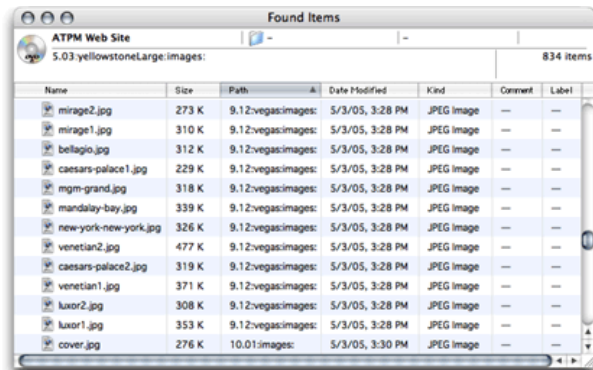 Found Items
ATPM Web Site - -
5.03:yellowstoneLarge:images: 834 items
Name Size Path Date Modified Kind Comment Label
mirage2.jpg 273 K 9.12:vegas:images: 5/3/05, 3:28 PM JPEG Image — —
mirage1.jpg 310 K 9.12:vegas:images: 5/3/05, 3:28 PM JPEG Image — —
bellagio.jpg 312 K 9.12:vegas:images: 5/3/05, 3:28 PM JPEG Image — —
caesars-palace1.jpg 229 K 9.12:vegas:images: 5/3/05, 3:28 PM JPEG Image — —
mgm-grand.jpg 318 K 9.12:vegas:images: 5/3/05, 3:28 PM JPEG Image — —
mandalay-bay.jpg 339 K 9.12:vegas:images: 5/3/05, 3:28 PM JPEG Image — —
new-york-new-york.jpg 326 K 9.12:vegas:images: 5/3/05, 3:28 PM JPEG Image — —
venetian2.jpg 477 K 9.12:vegas:images: 5/3/05, 3:28 PM JPEG Image — —
caesars-palace2.jpg 319 K 9.12:vegas:images: 5/3/05, 3:28 PM JPEG Image — —
venetian1.jpg 371 K 9.12:vegas:images: 5/3/05, 3:28 PM JPEG Image — —
luxor2.jpg 308 K 9.12:vegas:images: 5/3/05, 3:28 PM JPEG Image — —
luxor1.jpg 353 K 9.12:vegas:images: 5/3/05, 3:28 PM JPEG Image — —
cover.jpg 276 K 10.01:images: 5/3/05, 3:30 PM JPEG Image — —